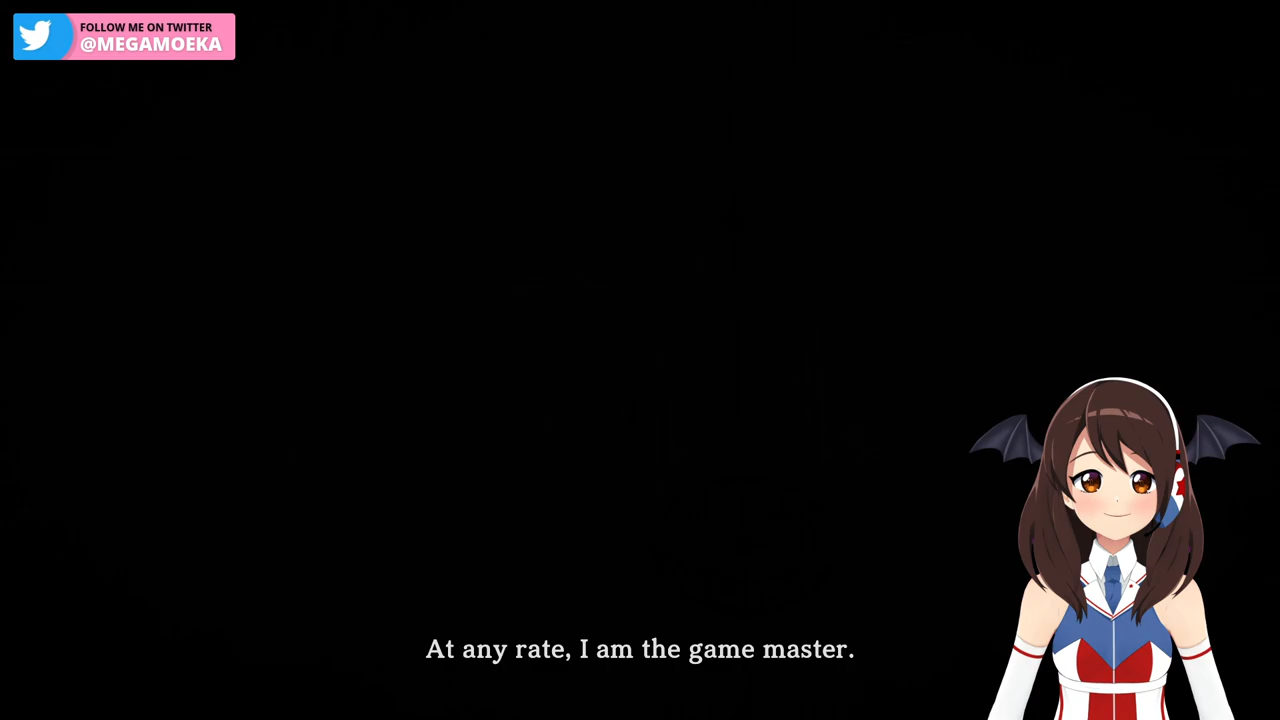 FOLLOW ME ON TWITTER
@MEGAMOEKA
At any rate, I am the game master.